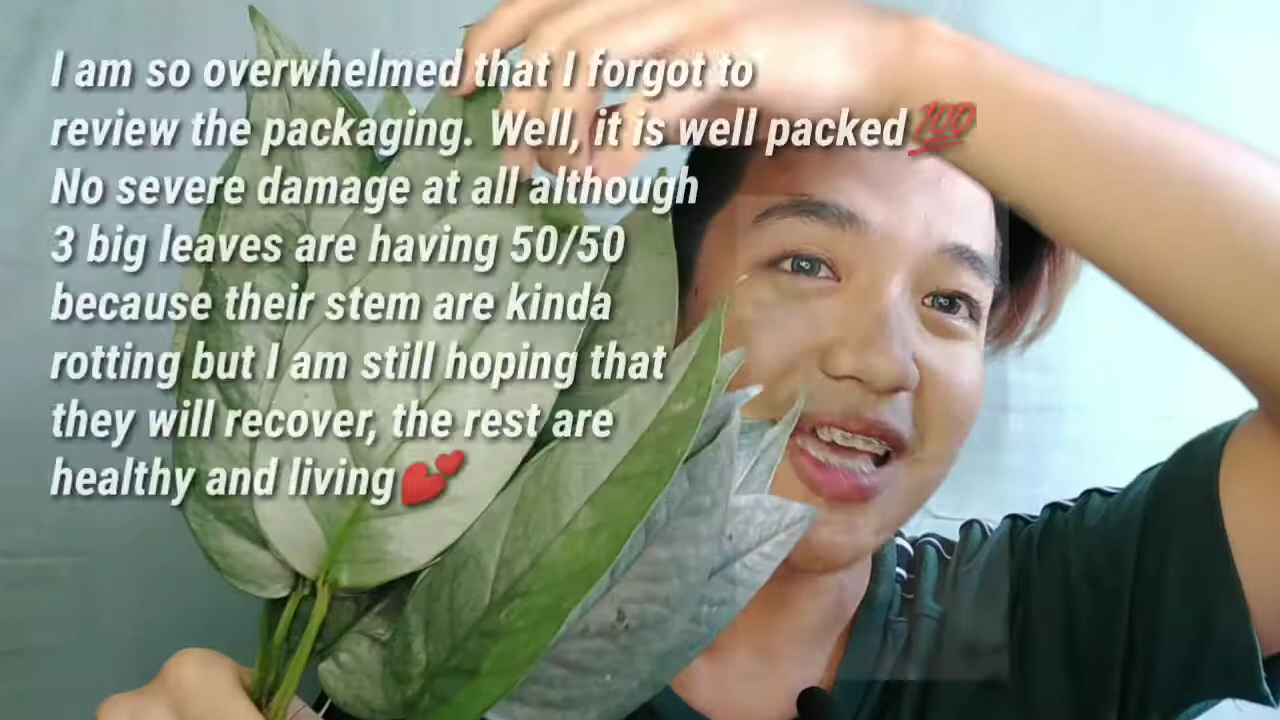 I am so overwhelmed that I forgot to
review the packaging. Well, it is well packed💯
No severe damage at all although
3 big leaves are having 50/50
because their stem are kinda
rotting but I am still hoping that
they will recover, the rest are
healthy and living💕